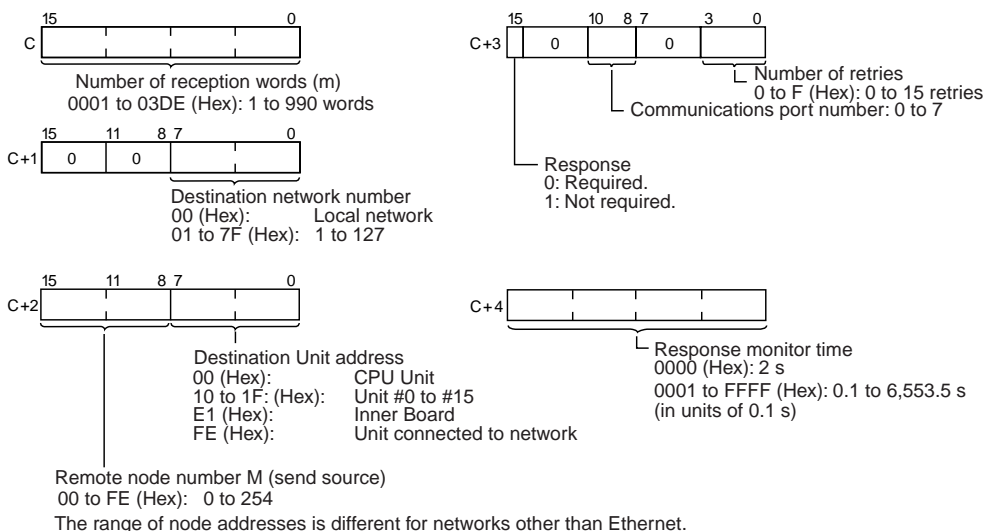 15 0
C
Number of reception words (m)
0001 to 03DE (Hex): 1 to 990 words
15 11 8 7 0
C+1 0 0
Destination network number
00 (Hex): Local network
01 to 7F (Hex): 1 to 127
15 11 8 7 0
C+2
Destination Unit address
00 (Hex): CPU Unit
10 to 1F: (Hex): Unit #0 to #15
E1 (Hex): Inner Board
FE (Hex): Unit connected to network
Remote node number M (send source)
00 to FE (Hex): 0 to 254
The range of node addresses is different for networks other than Ethernet.
15 10 8 7 3 0
C+3 0 0
Number of retries
0 to F (Hex): 0 to 15 retries
Communications port number: 0 to 7
Response
0: Required.
1: Not required.
C+4
Response monitor time
0000 (Hex): 2 s
0001 to FFFF (Hex): 0.1 to 6,553.5 s
(in units of 0.1 s)